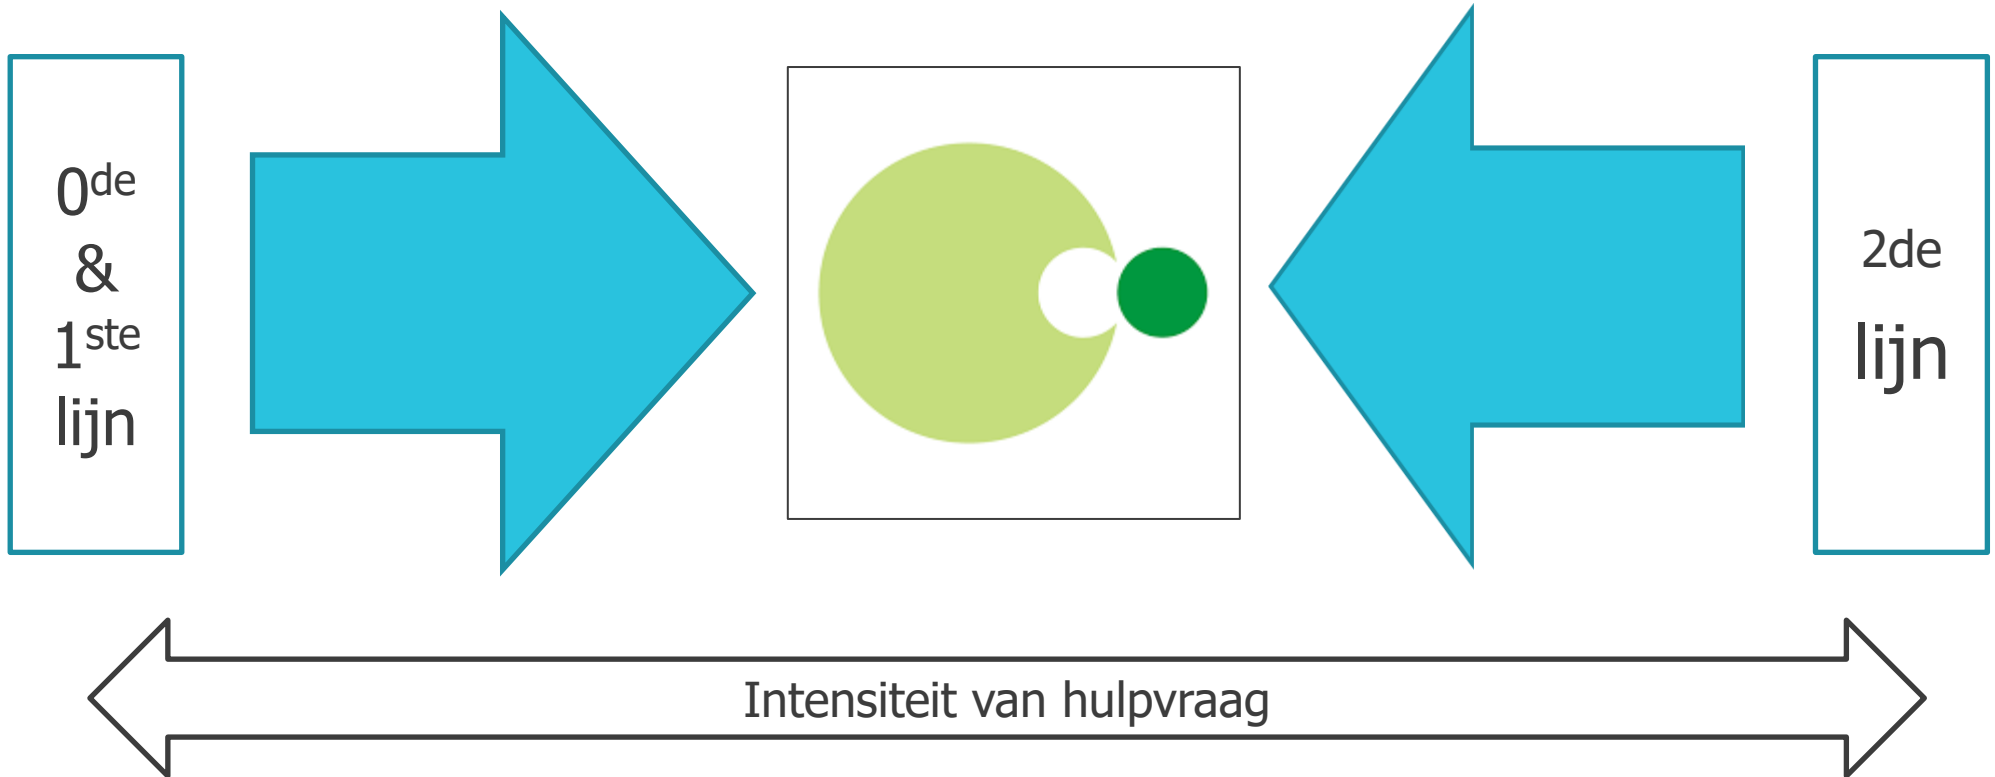 0de
&
1ste
lijn
2de
lijn
Intensiteit van hulpvraag